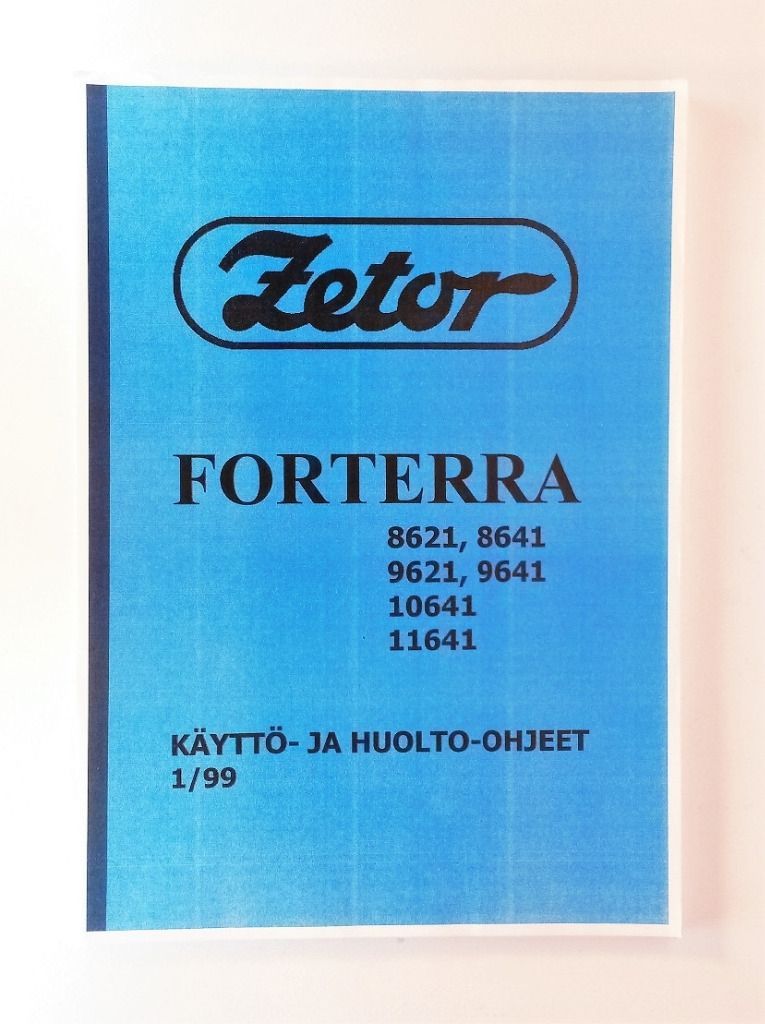 Zetor
FORTERRA
8621, 8641
9621, 9641
10641
11641
KÄYTTÖ- JA HUOLTO-OHJEET
1/99